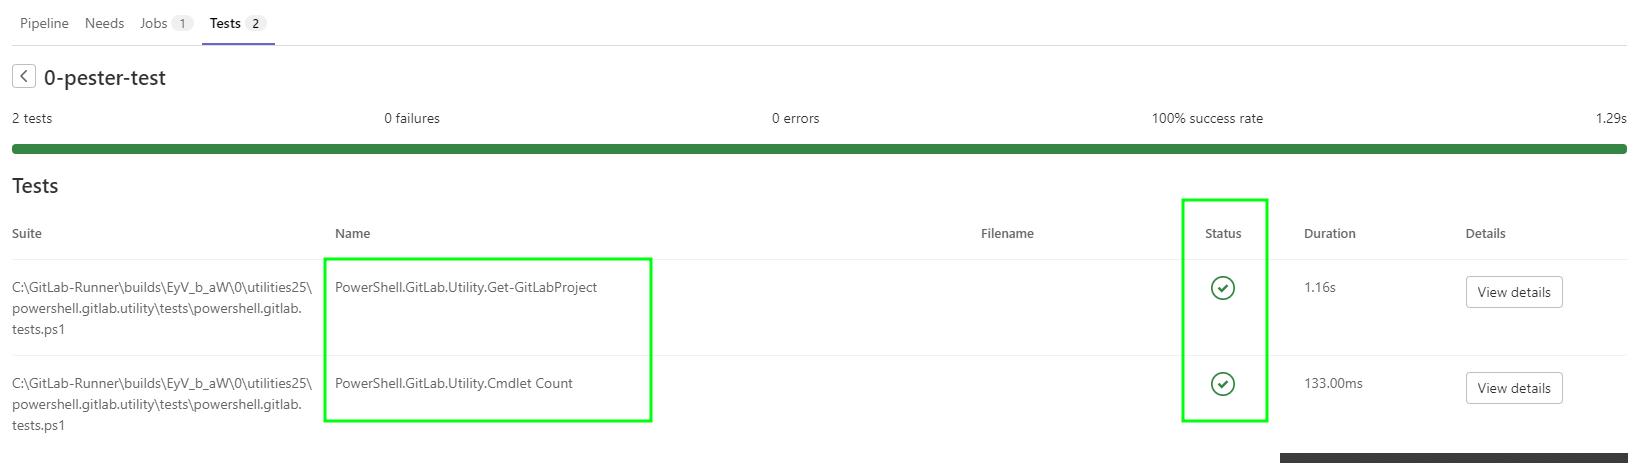 Pipeline Needs Jobs 1 Tests 2
0-pester-test
2 tests 0 failures 0 errors 100% success rate 1.29s
Tests
Suite Name Filename Status Duration Details
C:\GitLab-Runner\builds\EyV_b_aW\0\utilities25\ PowerShell.GitLab.Utility.Get-GitLabProject 1.16s View details
powershell.gitlab.utility\tests\powershell.gitlab.
tests.ps1
C:\GitLab-Runner\builds\EyV_b_aW\0\utilities25\ PowerShell.GitLab.Utility.Cmdlet Count 133.00ms View details
powershell.gitlab.utility\tests\powershell.gitlab.
tests.ps1